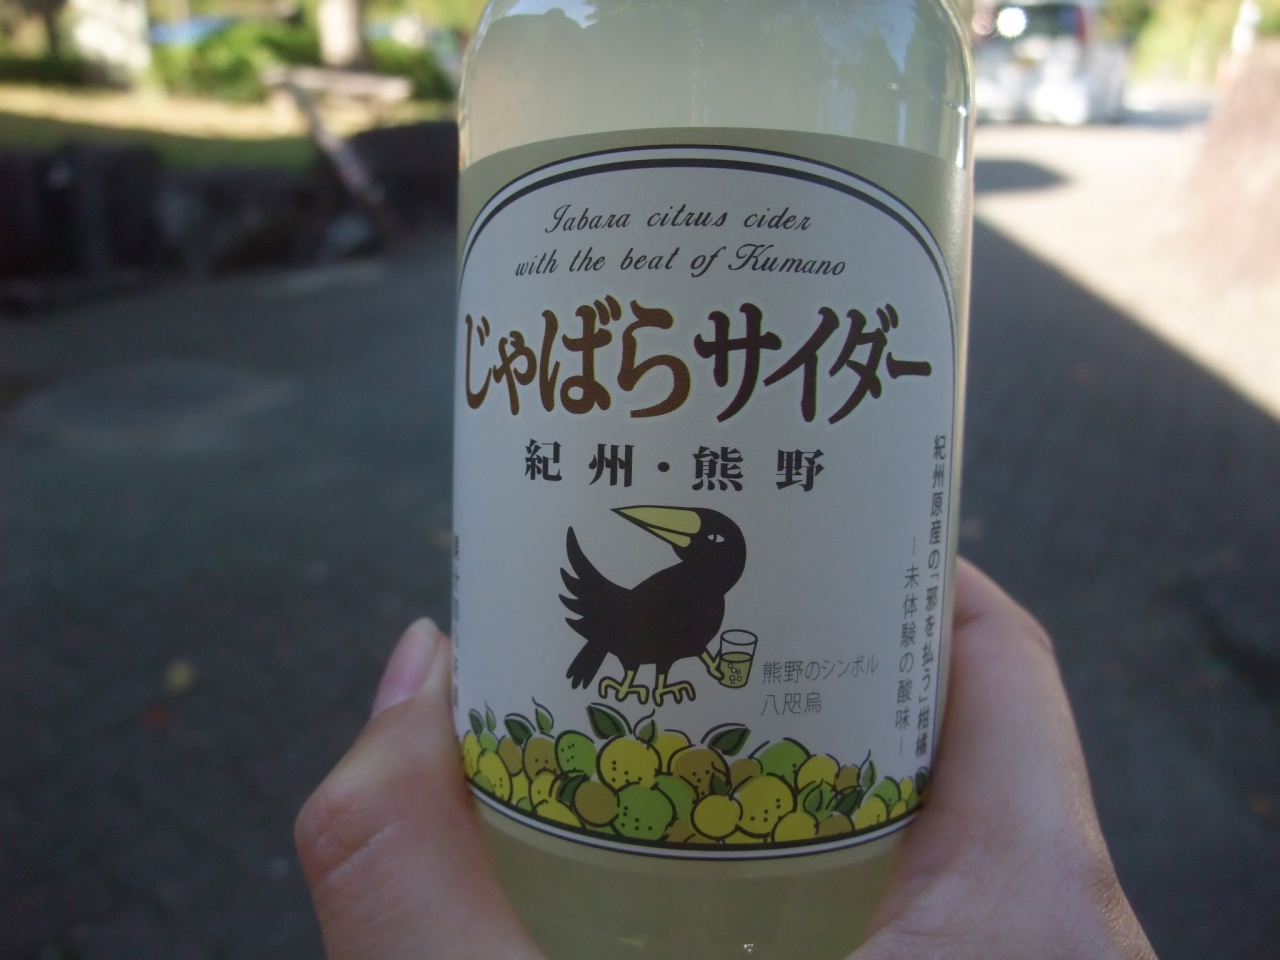 Jabara citrus cider
with the beat of Kumano
じゃばらサイダー
紀州・熊野
紀州原産の「邪を払う」柑橘
―未体験の酸味―
熊野のシンボル
八咫烏